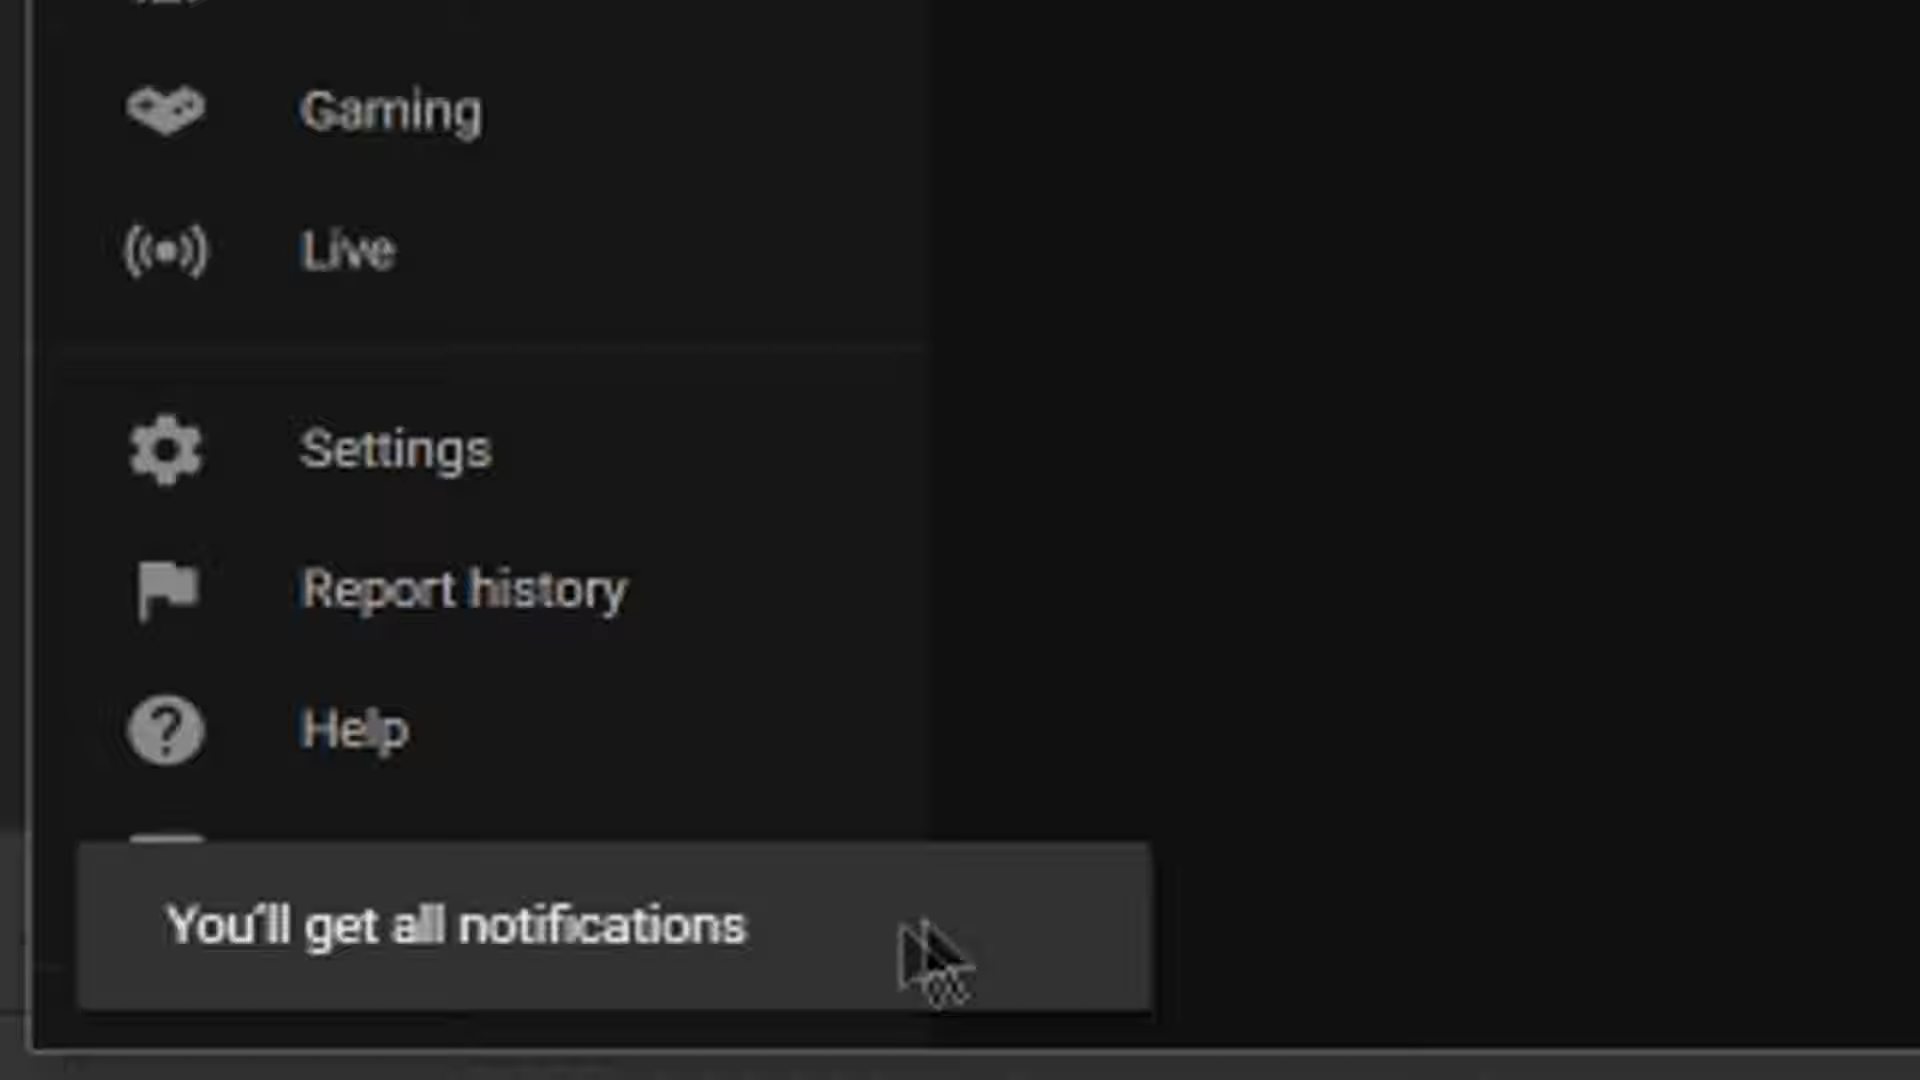 Gaming
Live
Settings
Report history
Help
You'll get all notifications